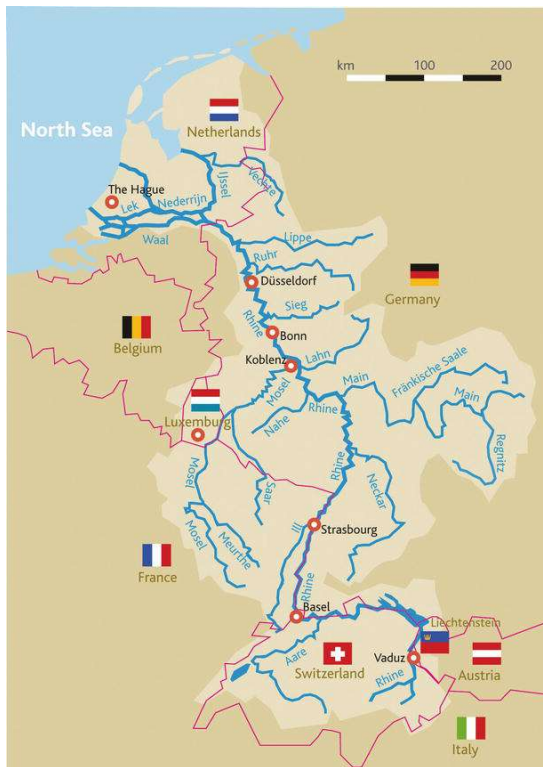 km 100 200
North Sea
Netherlands
The Hague
Lek
Nederrijn
IJssel
Vechte
Waal
Lippe
Ruhr
Düsseldorf
Germany
Sieg
Rhine
Bonn
Belgium
Koblenz
Lahn
Mosel
Main
Fränkische Saale
Main
Rhine
Nahe
Luxemburg
Regnitz
Mosel
Saar
Rhine
Neckar
Ill
Strasbourg
Mosel
Meurthe
France
Rhine
Basel
Liechtenstein
Aare
Switzerland
Vaduz
Rhine
Austria
Italy